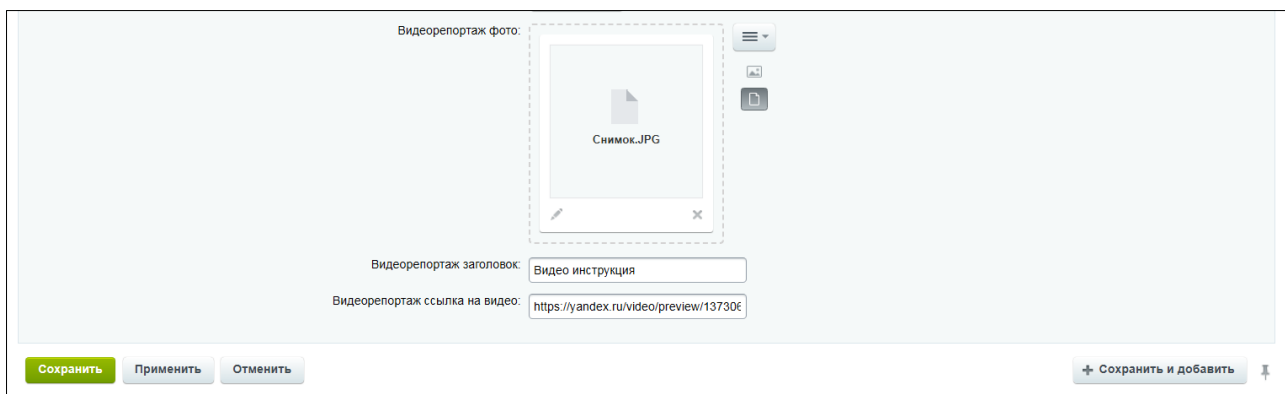 Видеорепортаж фото:
Снимок.JPG
Видеорепортаж заголовок: Видео инструкция
Видеорепортаж ссылка на видео: https://yandex.ru/video/preview/137306
Сохранить Применить Отменить + Сохранить и добавить